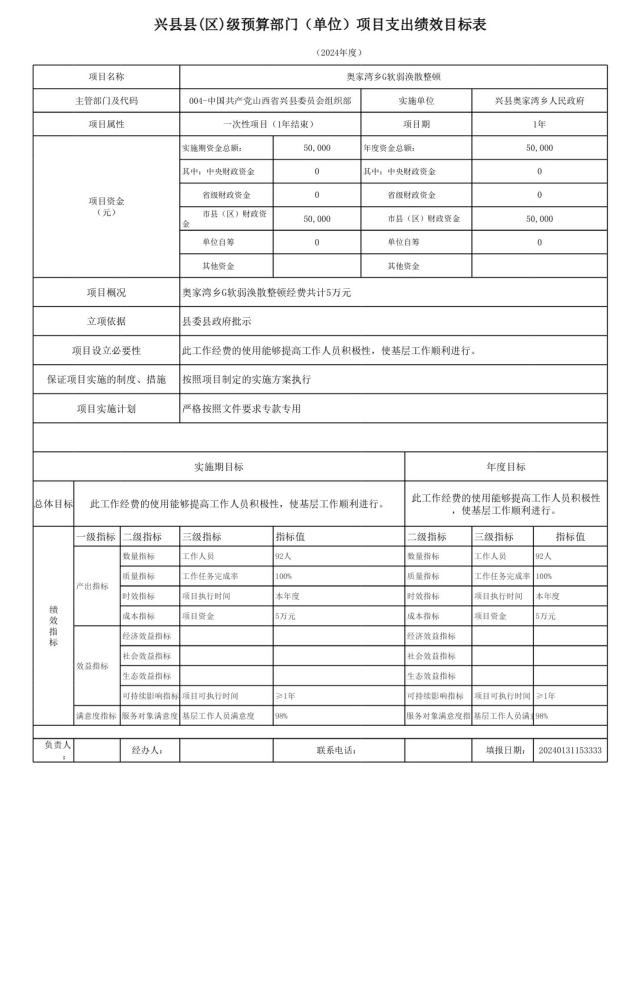 兴县县(区)级预算部门（单位）项目支出绩效目标表
（2024年度）
项目名称 奥家湾乡G软弱涣散整顿
主管部门及代码 004-中国共产党山西省兴县委员会组织部 实施单位 兴县奥家湾乡人民政府
项目属性 一次性项目（1年结束） 项目期 1年
项目资金
（元）
实施期资金总额： 50,000 年度资金总额： 50,000
其中：中央财政资金 0 其中：中央财政资金 0
省级财政资金 0 省级财政资金 0
市县（区）财政资
金 50,000 市县（区）财政资金 50,000
单位自筹 0 单位自筹 0
其他资金 其他资金
项目概况 奥家湾乡G软弱涣散整顿经费共计5万元
立项依据 县委县政府批示
项目设立必要性 此工作经费的使用能够提高工作人员积极性，使基层工作顺利进行。
保证项目实施的制度、措施 按照项目制定的实施方案执行
项目实施计划 严格按照文件要求专款专用
实施期目标 年度目标
总体目标 此工作经费的使用能够提高工作人员积极性，使基层工作顺利进行。 此工作经费的使用能够提高工作人员积极性
，使基层工作顺利进行。
绩效指标
一级指标 二级指标 三级指标 指标值 二级指标 三级指标 指标值
产出指标
数量指标 工作人员 92人 数量指标 工作人员 92人
质量指标 工作任务完成率 100% 质量指标 工作任务完成率 100%
时效指标 项目执行时间 本年度 时效指标 项目执行时间 本年度
成本指标 项目资金 5万元 成本指标 项目资金 5万元
效益指标
经济效益指标 经济效益指标
社会效益指标 社会效益指标
生态效益指标 生态效益指标
可持续影响指标 项目可执行时间 ≥1年 可持续影响指标 项目可执行时间 ≥1年
满意度指标 服务对象满意度 基层工作人员满意度 98% 服务对象满意度指 基层工作人员满意 98%
负责人
： 经办人： 联系电话： 填报日期： 20240131153333